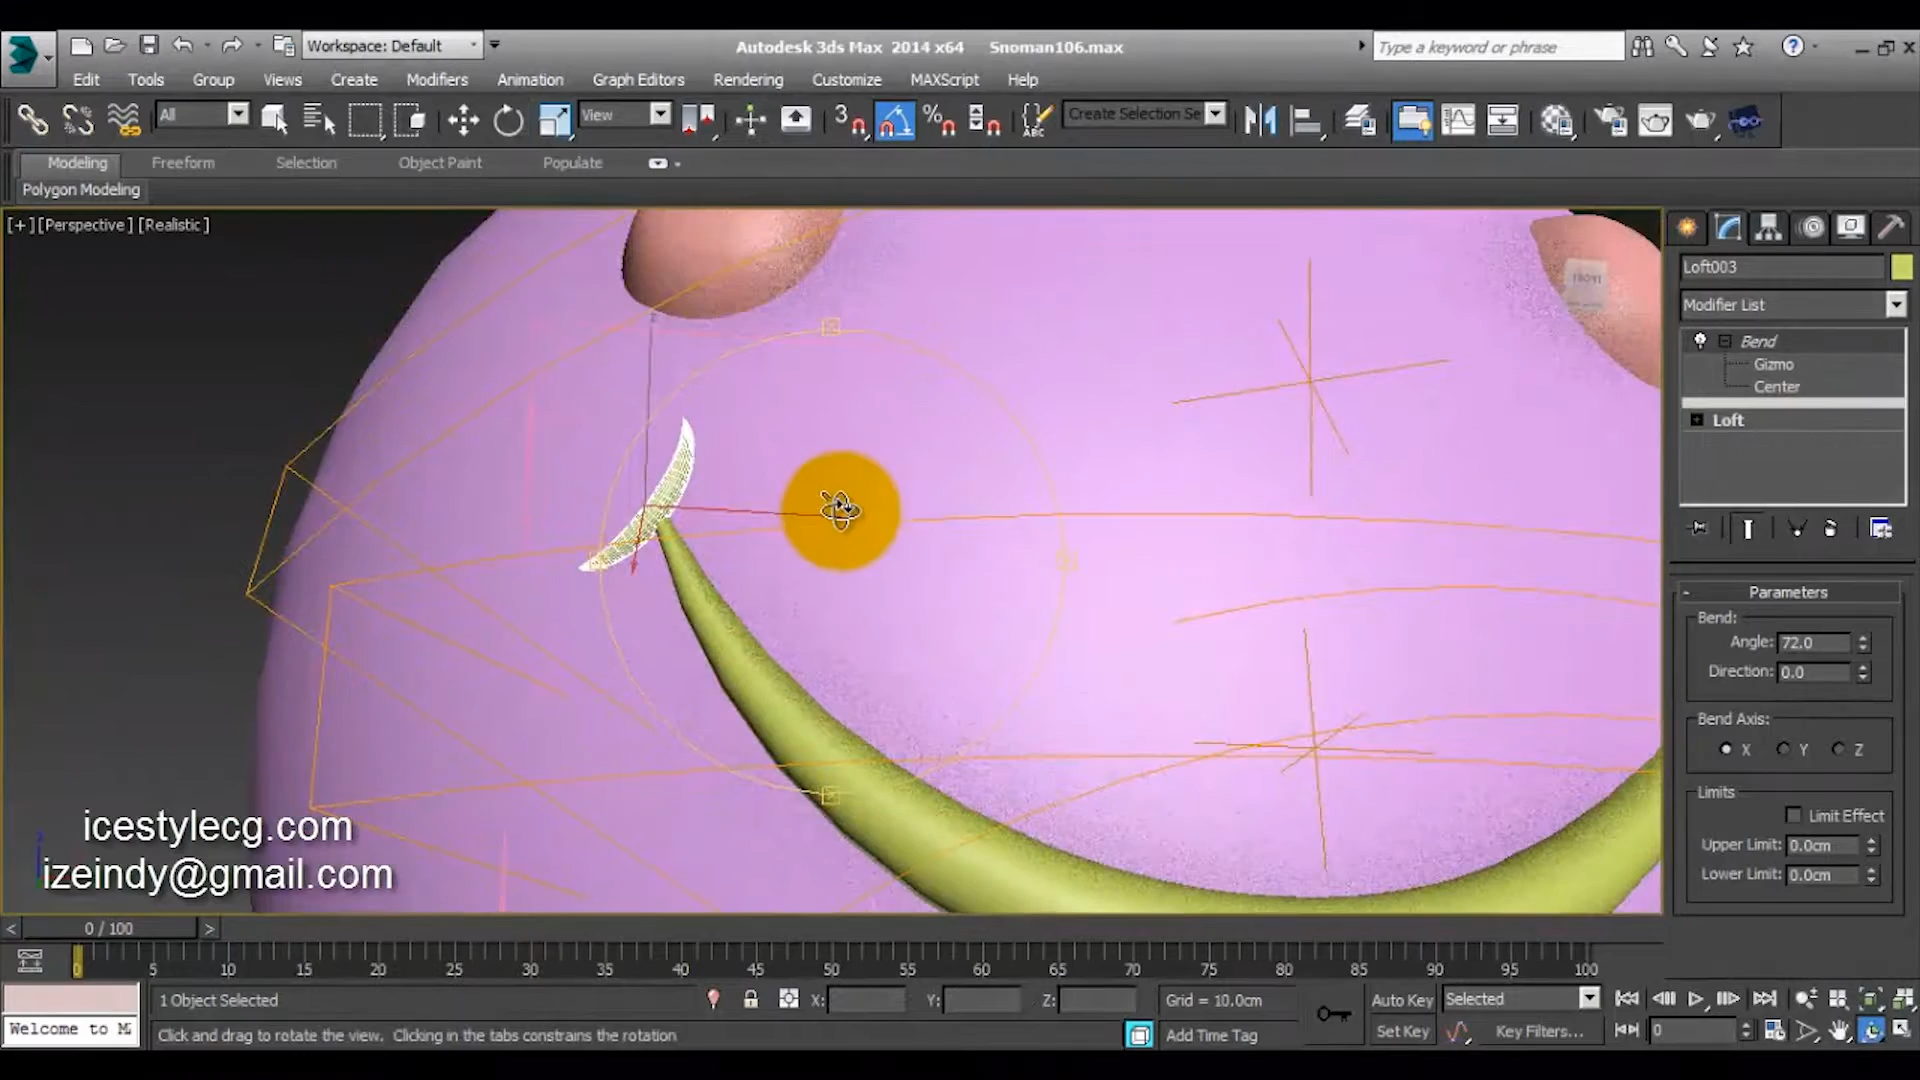 Workspace: Default
Autodesk 3ds Max 2014 x64 Snoman106.max
Type a keyword or phrase
Edit Tools Group Views Create Modifiers Animation Graph Editors Rendering Customize MAXScript Help
All
View
3
%
ABC
Create Selection Se
Modeling Freeform Selection Object Paint Populate
Polygon Modeling
[+][Perspective][Realistic]
FRONT
Loft003
Modifier List
Bend
Gizmo
Center
Loft
Parameters
Bend:
Angle: 72.0
Direction: 0.0
Bend Axis:
X Y Z
Limits
Limit Effect
Upper Limit: 0.0cm
Lower Limit: 0.0cm
icestylecg.com
izeindy@gmail.com
< 0 / 100 >
0 5 10 15 20 25 30 35 40 45 50 55 60 65 70 75 80 85 90 95 100
1 Object Selected X: Y: Z: Grid = 10.0cm Auto Key Selected
Welcome to M
Click and drag to rotate the view. Clicking in the tabs constrains the rotation Add Time Tag Set Key Key Filters... 0